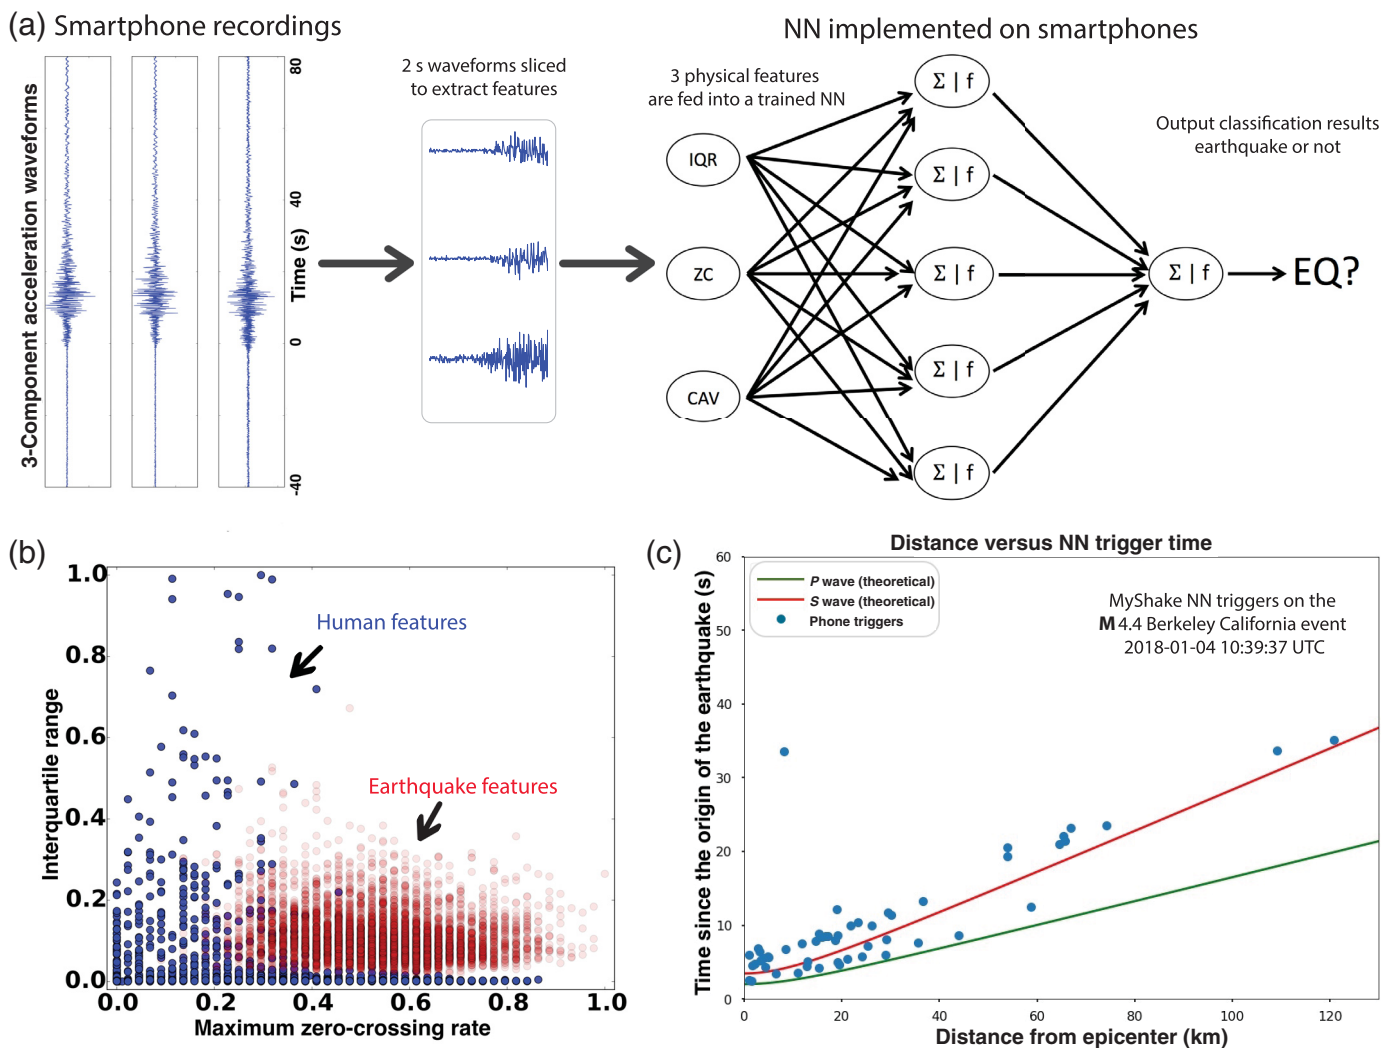 (a) Smartphone recordings
NN implemented on smartphones
3-Component acceleration waveforms
80
40
0
-40
Time (s)
2 s waveforms sliced
to extract features
3 physical features
are fed into a trained NN
IQR
ZC
CAV
Σ | f
Σ | f
Σ | f
Σ | f
Σ | f
Σ | f
Output classification results
earthquake or not
EQ?
(b)
1.0
0.8
0.6
0.4
0.2
0.0
Interquartile range
Human features
Earthquake features
0.0 0.2 0.4 0.6 0.8 1.0
Maximum zero-crossing rate
(c)
Distance versus NN trigger time
60
50
40
30
20
10
0
Time since the origin of the earthquake (s)
P wave (theoretical)
S wave (theoretical)
Phone triggers
MyShake NN triggers on the
M 4.4 Berkeley California event
2018-01-04 10:39:37 UTC
0 20 40 60 80 100 120
Distance from epicenter (km)